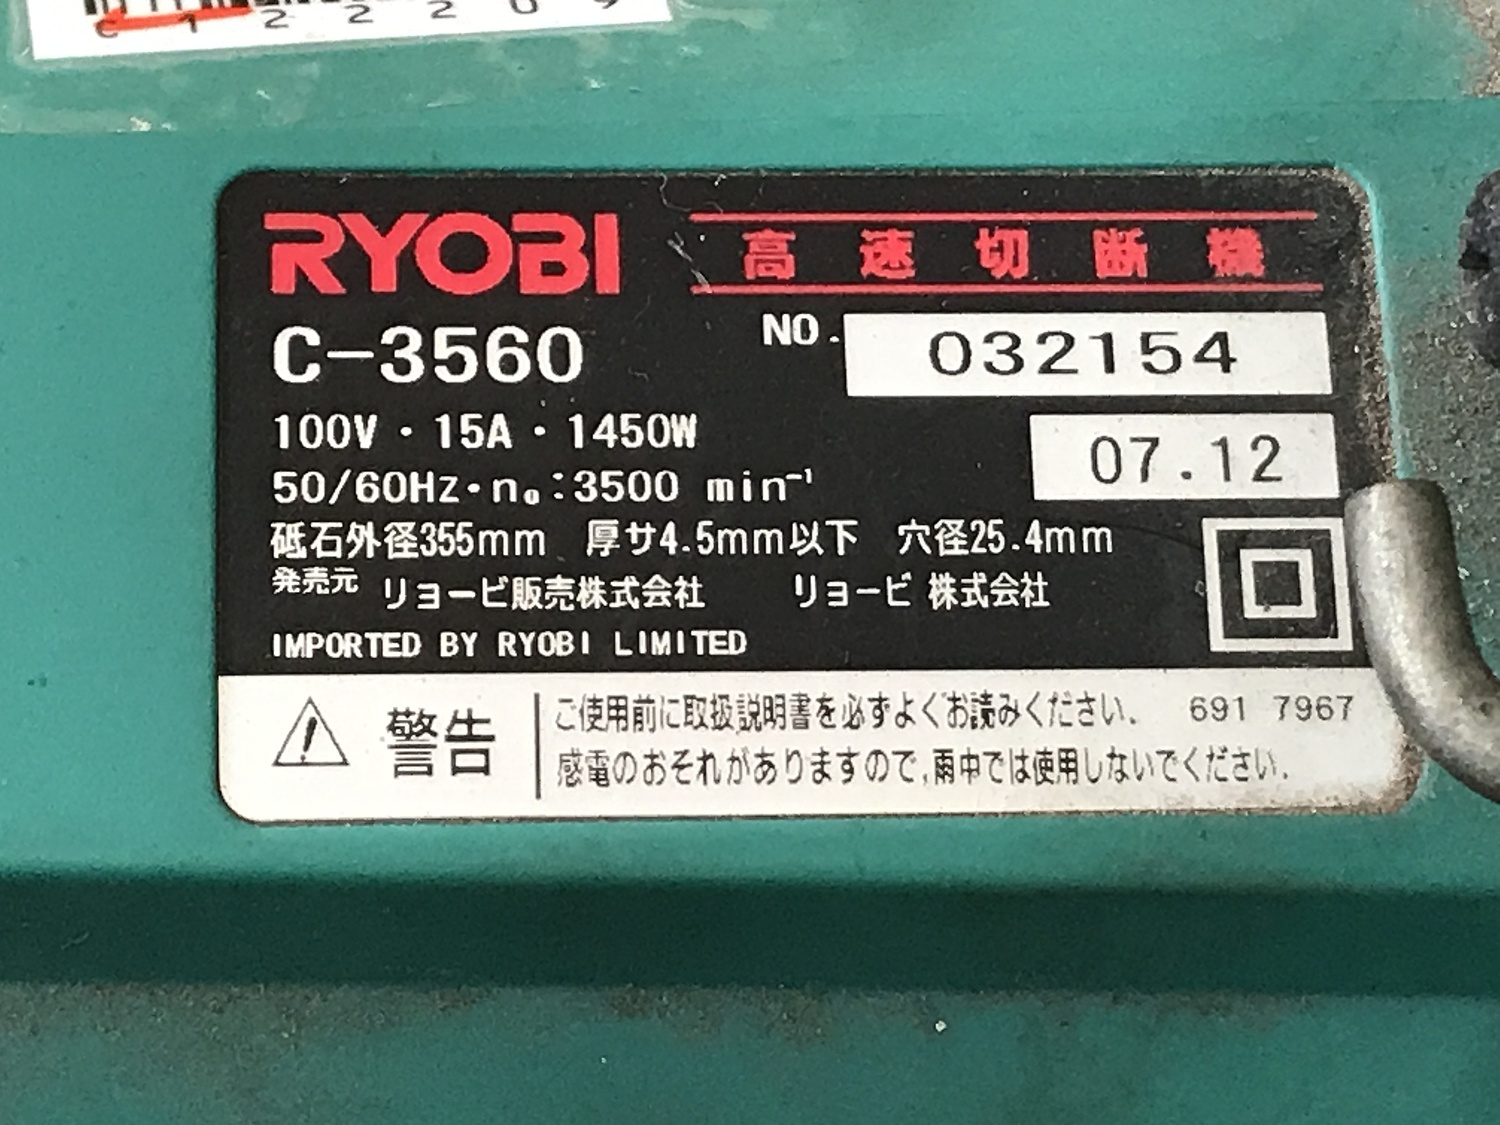 C 1 2 2 2 0 9
RYOBI 高速切断機
C-3560 NO. 032154
100V・15A・1450W 07.12
50/60Hz・n₀:3500 min⁻¹
砥石外径355mm 厚サ4.5mm以下 穴径25.4mm
発売元 リョービ販売株式会社 リョービ 株式会社
IMPORTED BY RYOBI LIMITED
警告
ご使用前に取扱説明書を必ずよくお読みください. 691 7967
感電のおそれがありますので,雨中では使用しないでください.